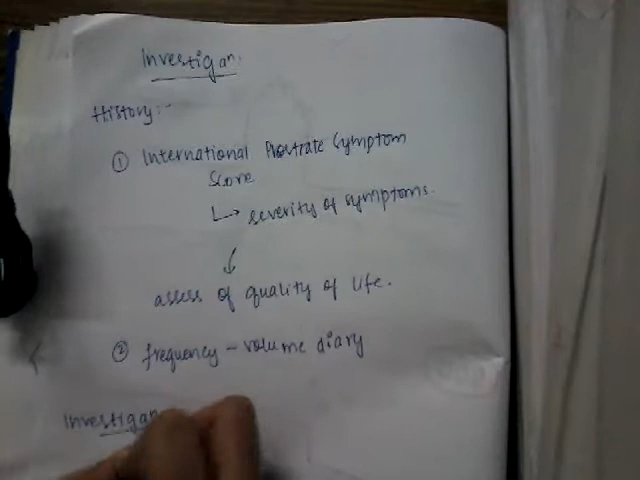 Investigan:
History:-
① International Prostrate Symptom
Score
↳ severity of symptoms.
↓
assess of quality of life.
② frequency - volume diary
Investigan